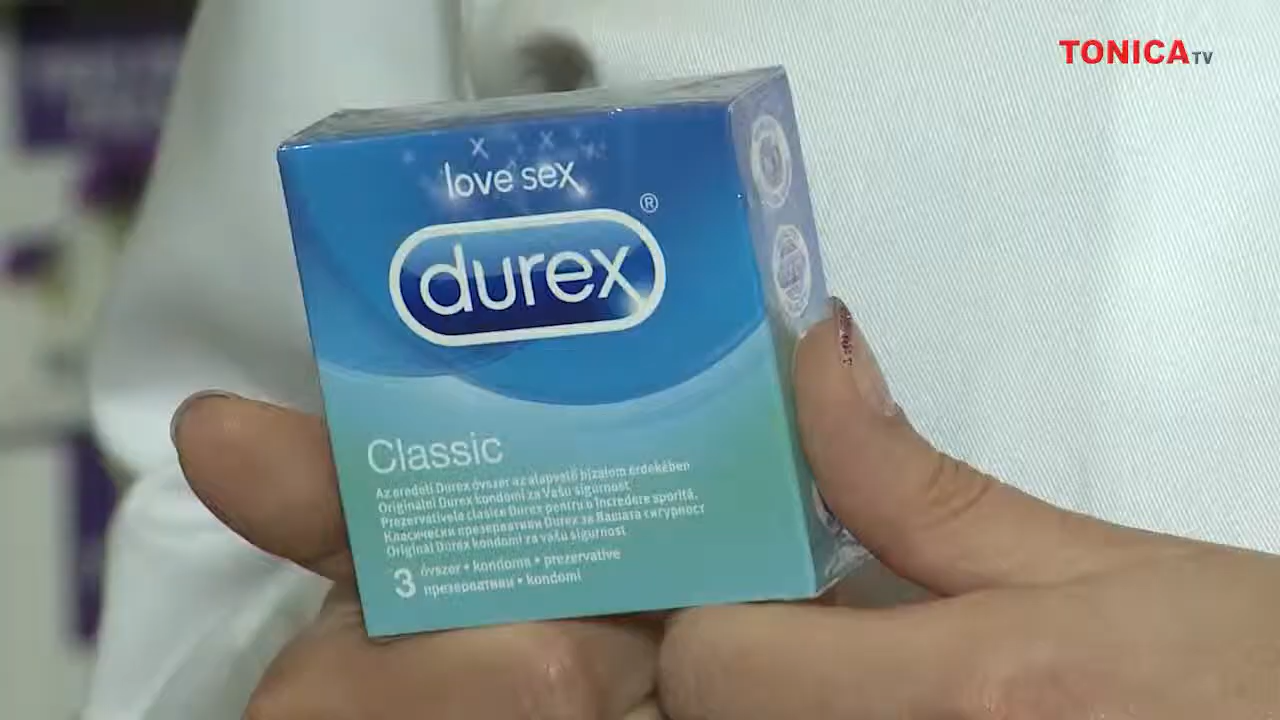 TONICA TV
love sex
durex ®
Classic
Az eredeti Durex óvszer az alapvető bizalom érdekében
Originalni Durex kondomi za Vašu sigurnost
Prezervativele clasice Durex pentru o încredere sporită.
Класически презервативи Durex за Вашата сигурност
Original Durex kondomi za vašu sigurnost
3 óvszer • kondoma • prezervative
презервативи • kondomi